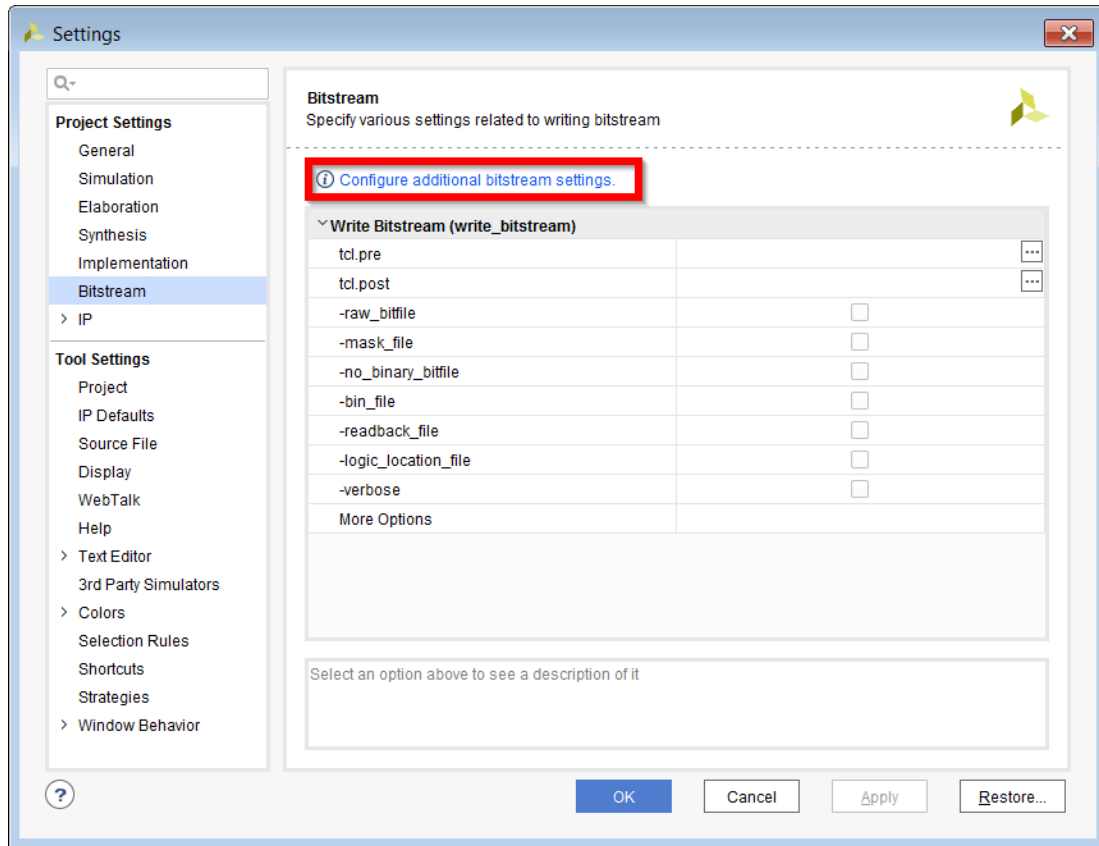 Settings
Project Settings
General
Simulation
Elaboration
Synthesis
Implementation
Bitstream
IP
Tool Settings
Project
IP Defaults
Source File
Display
WebTalk
Help
Text Editor
3rd Party Simulators
Colors
Selection Rules
Shortcuts
Strategies
Window Behavior
Bitstream
Specify various settings related to writing bitstream
Configure additional bitstream settings.
Write Bitstream (write_bitstream)
tcl.pre
tcl.post
-raw_bitfile
-mask_file
-no_binary_bitfile
-bin_file
-readback_file
-logic_location_file
-verbose
More Options
Select an option above to see a description of it
?
OK
Cancel
Apply
Restore...